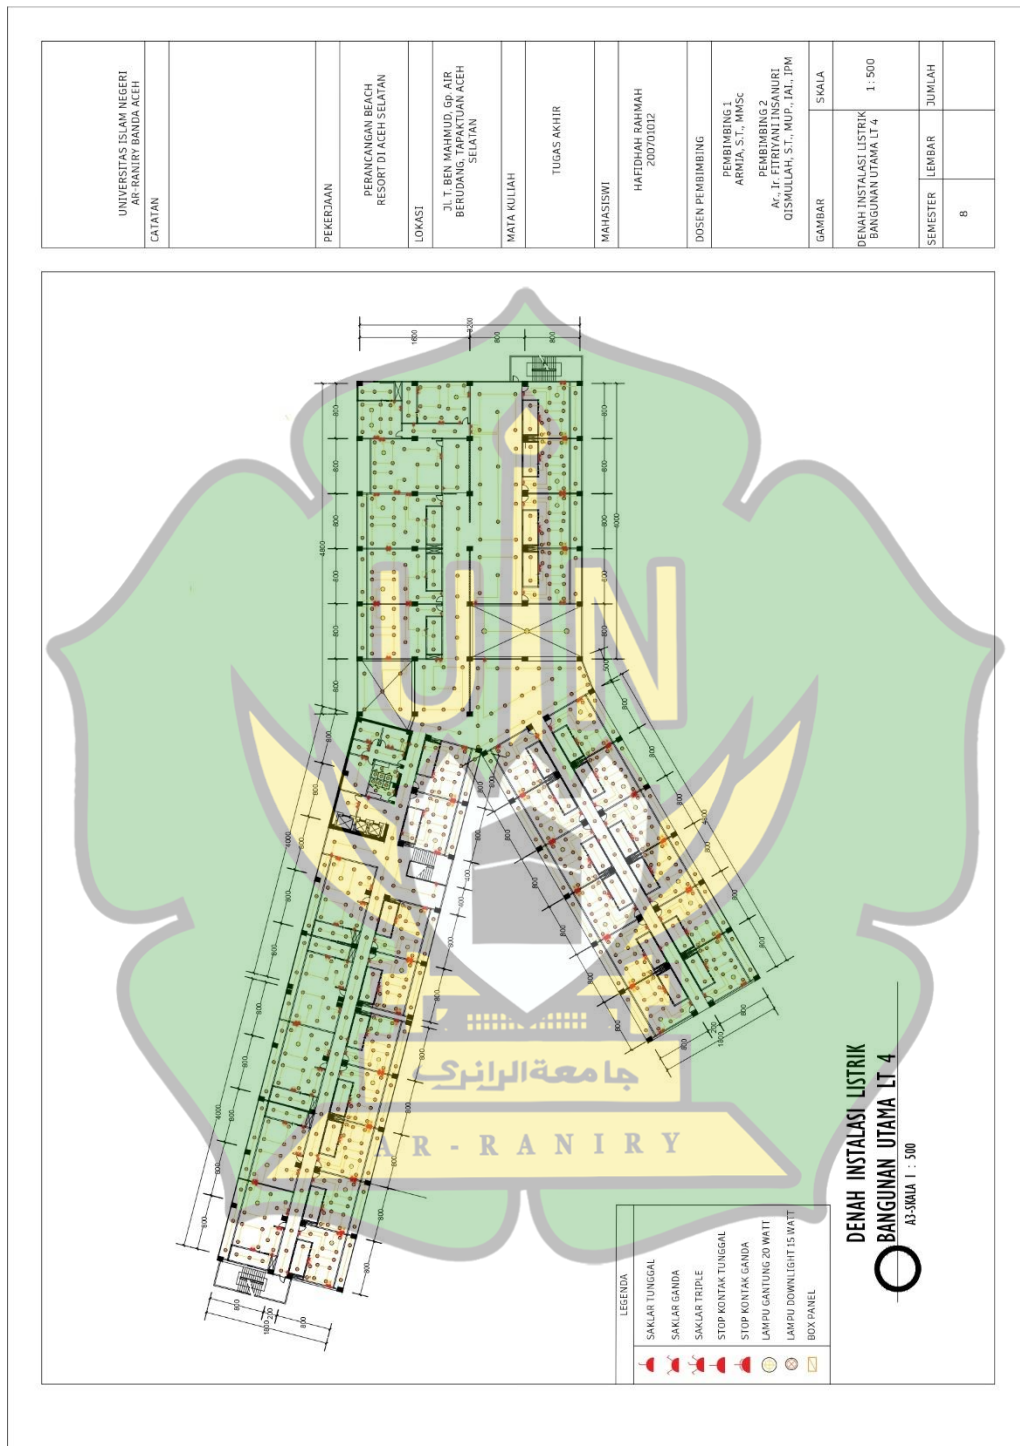 UNIVERSITAS ISLAM NEGERI
AR-RANIRY BANDA ACEH
CATATAN
PEKERJAAN
PERANCANGAN BEACH
RESORT DI ACEH SELATAN
LOKASI
Jl. T. BEN MAHMUD, Gp. AIR
BERUDANG, TAPAKTUAN ACEH
SELATAN
MATA KULIAH
TUGAS AKHIR
MAHASISWI
HAFIDHAH RAHMAH
200701012
DOSEN PEMBIMBING
PEMBIMBING 1
ARMIA, S.T., MMSc
PEMBIMBING 2
Ar., Ir. FITRIYANI INSANURI
QISMULLAH, S.T., MUP., IAI., IPM
GAMBAR
SKALA
DENAH INSTALASI LISTRIK
BANGUNAN UTAMA LT 4
1 : 500
SEMESTER
LEMBAR
JUMLAH
8
UIN
جامعة الرانري
AR-RANIRY
LEGENDA
SAKLAR TUNGGAL
SAKLAR GANDA
SAKLAR TRIPLE
STOP KONTAK TUNGGAL
STOP KONTAK GANDA
LAMPU GANTUNG 20 WATT
LAMPU DOWNLIGHT 15 WATT
BOX PANEL
DENAH INSTALASI LISTRIK
BANGUNAN UTAMA LT 4
A3-SKALA 1 : 500